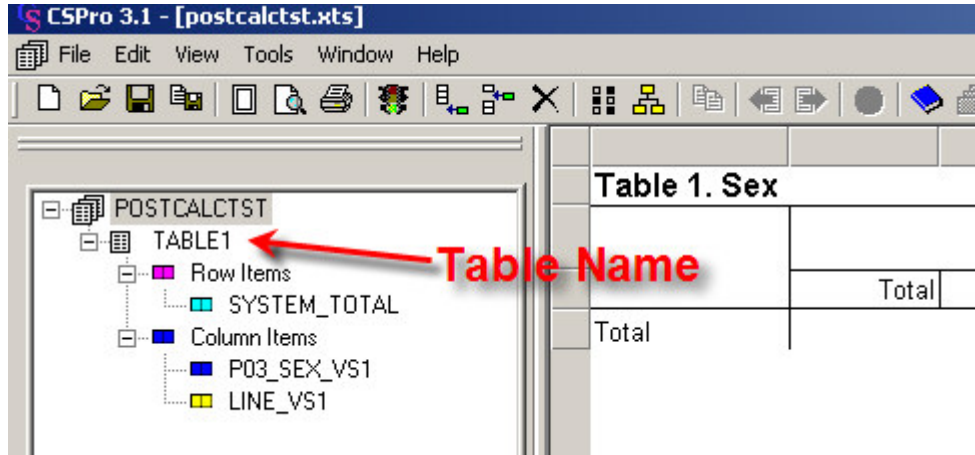 CSPro 3.1 - [postcalctst.xts]
File Edit View Tools Window Help
POSTCALCTST
TABLE1
Row Items
SYSTEM_TOTAL
Column Items
P03_SEX_VS1
LINE_VS1
Table Name
Table 1. Sex
Total
Total